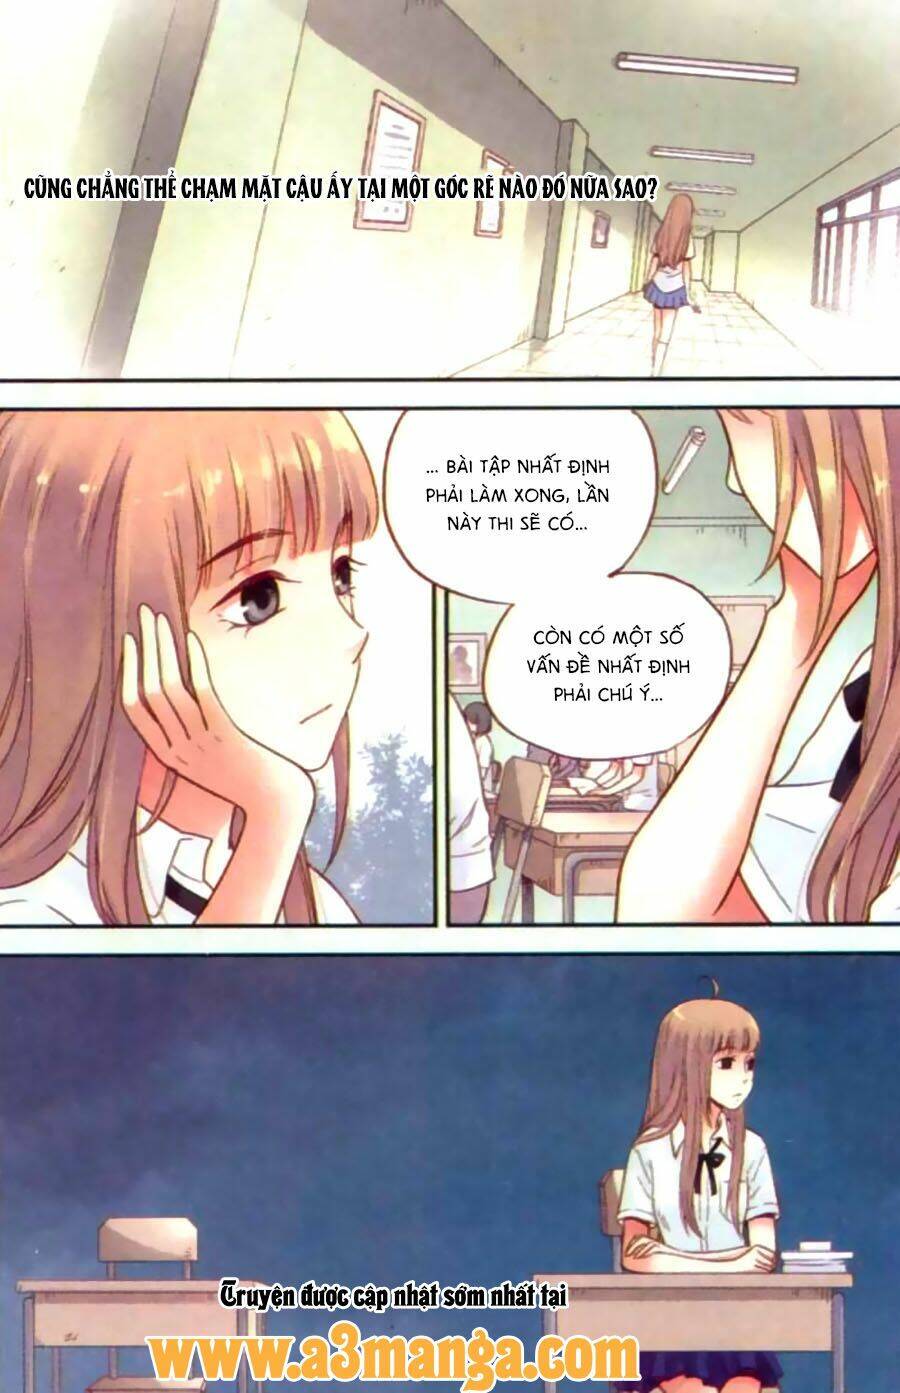 CŨNG CHẲNG THỂ CHẠM MẶT CẬU ẤY TẠI MỘT GÓC RẼ NÀO ĐÓ NỮA SAO?
... BÀI TẬP NHẤT ĐỊNH
PHẢI LÀM XONG, LẦN
NÀY THI SẼ CÓ...
CÒN CÓ MỘT SỐ
VẤN ĐỀ NHẤT ĐỊNH
PHẢI CHÚ Ý...
Truyện được cập nhật sớm nhất tại
www.a3manga.com